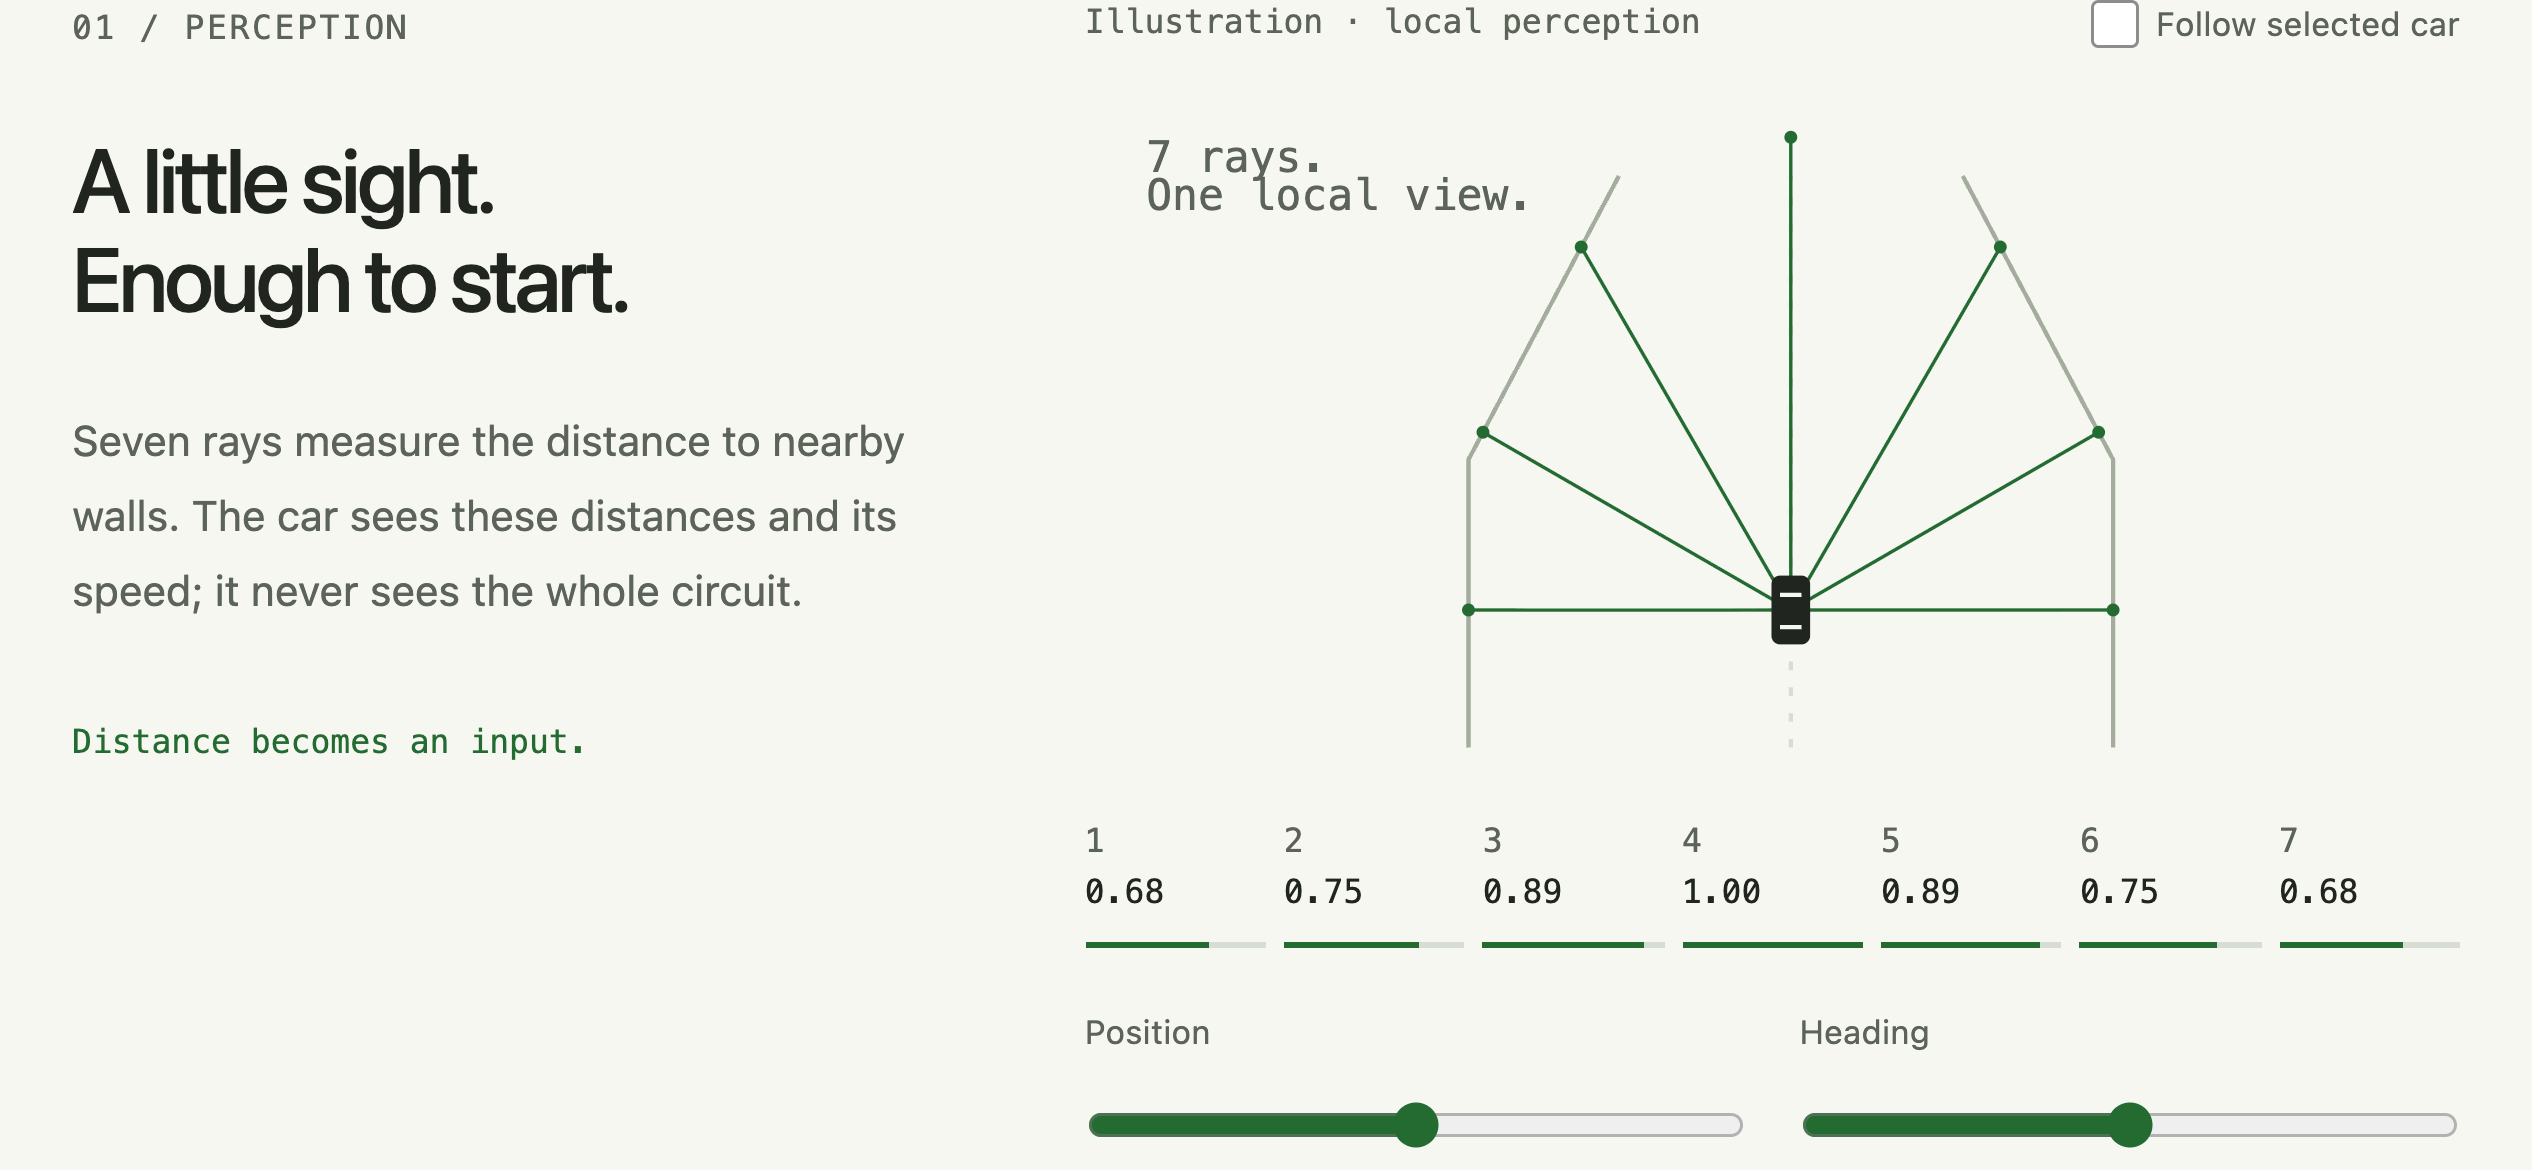 01 / PERCEPTION
A little sight.
Enough to start.
Seven rays measure the distance to nearby
walls. The car sees these distances and its
speed; it never sees the whole circuit.
Distance becomes an input.
Illustration · local perception
Follow selected car
7 rays.
One local view.
1 2 3 4 5 6 7
0.68 0.75 0.89 1.00 0.89 0.75 0.68
Position Heading